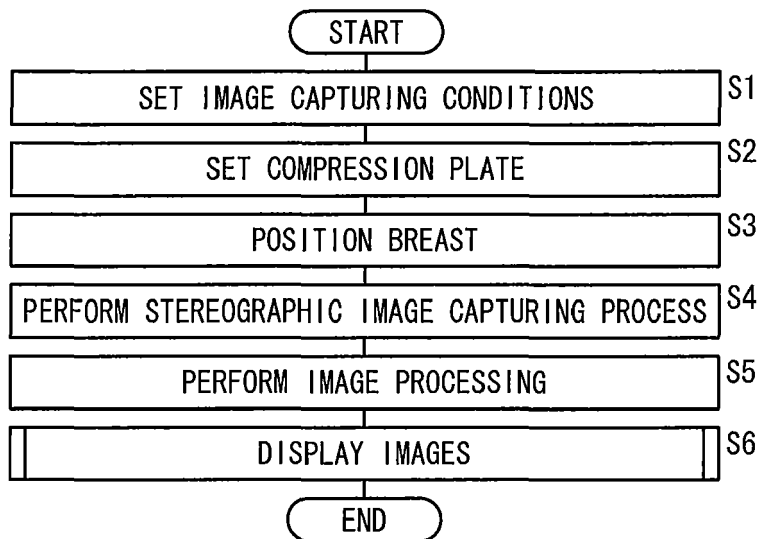 START
SET IMAGE CAPTURING CONDITIONS S1
SET COMPRESSION PLATE S2
POSITION BREAST S3
PERFORM STEREOGRAPHIC IMAGE CAPTURING PROCESS S4
PERFORM IMAGE PROCESSING S5
DISPLAY IMAGES S6
END